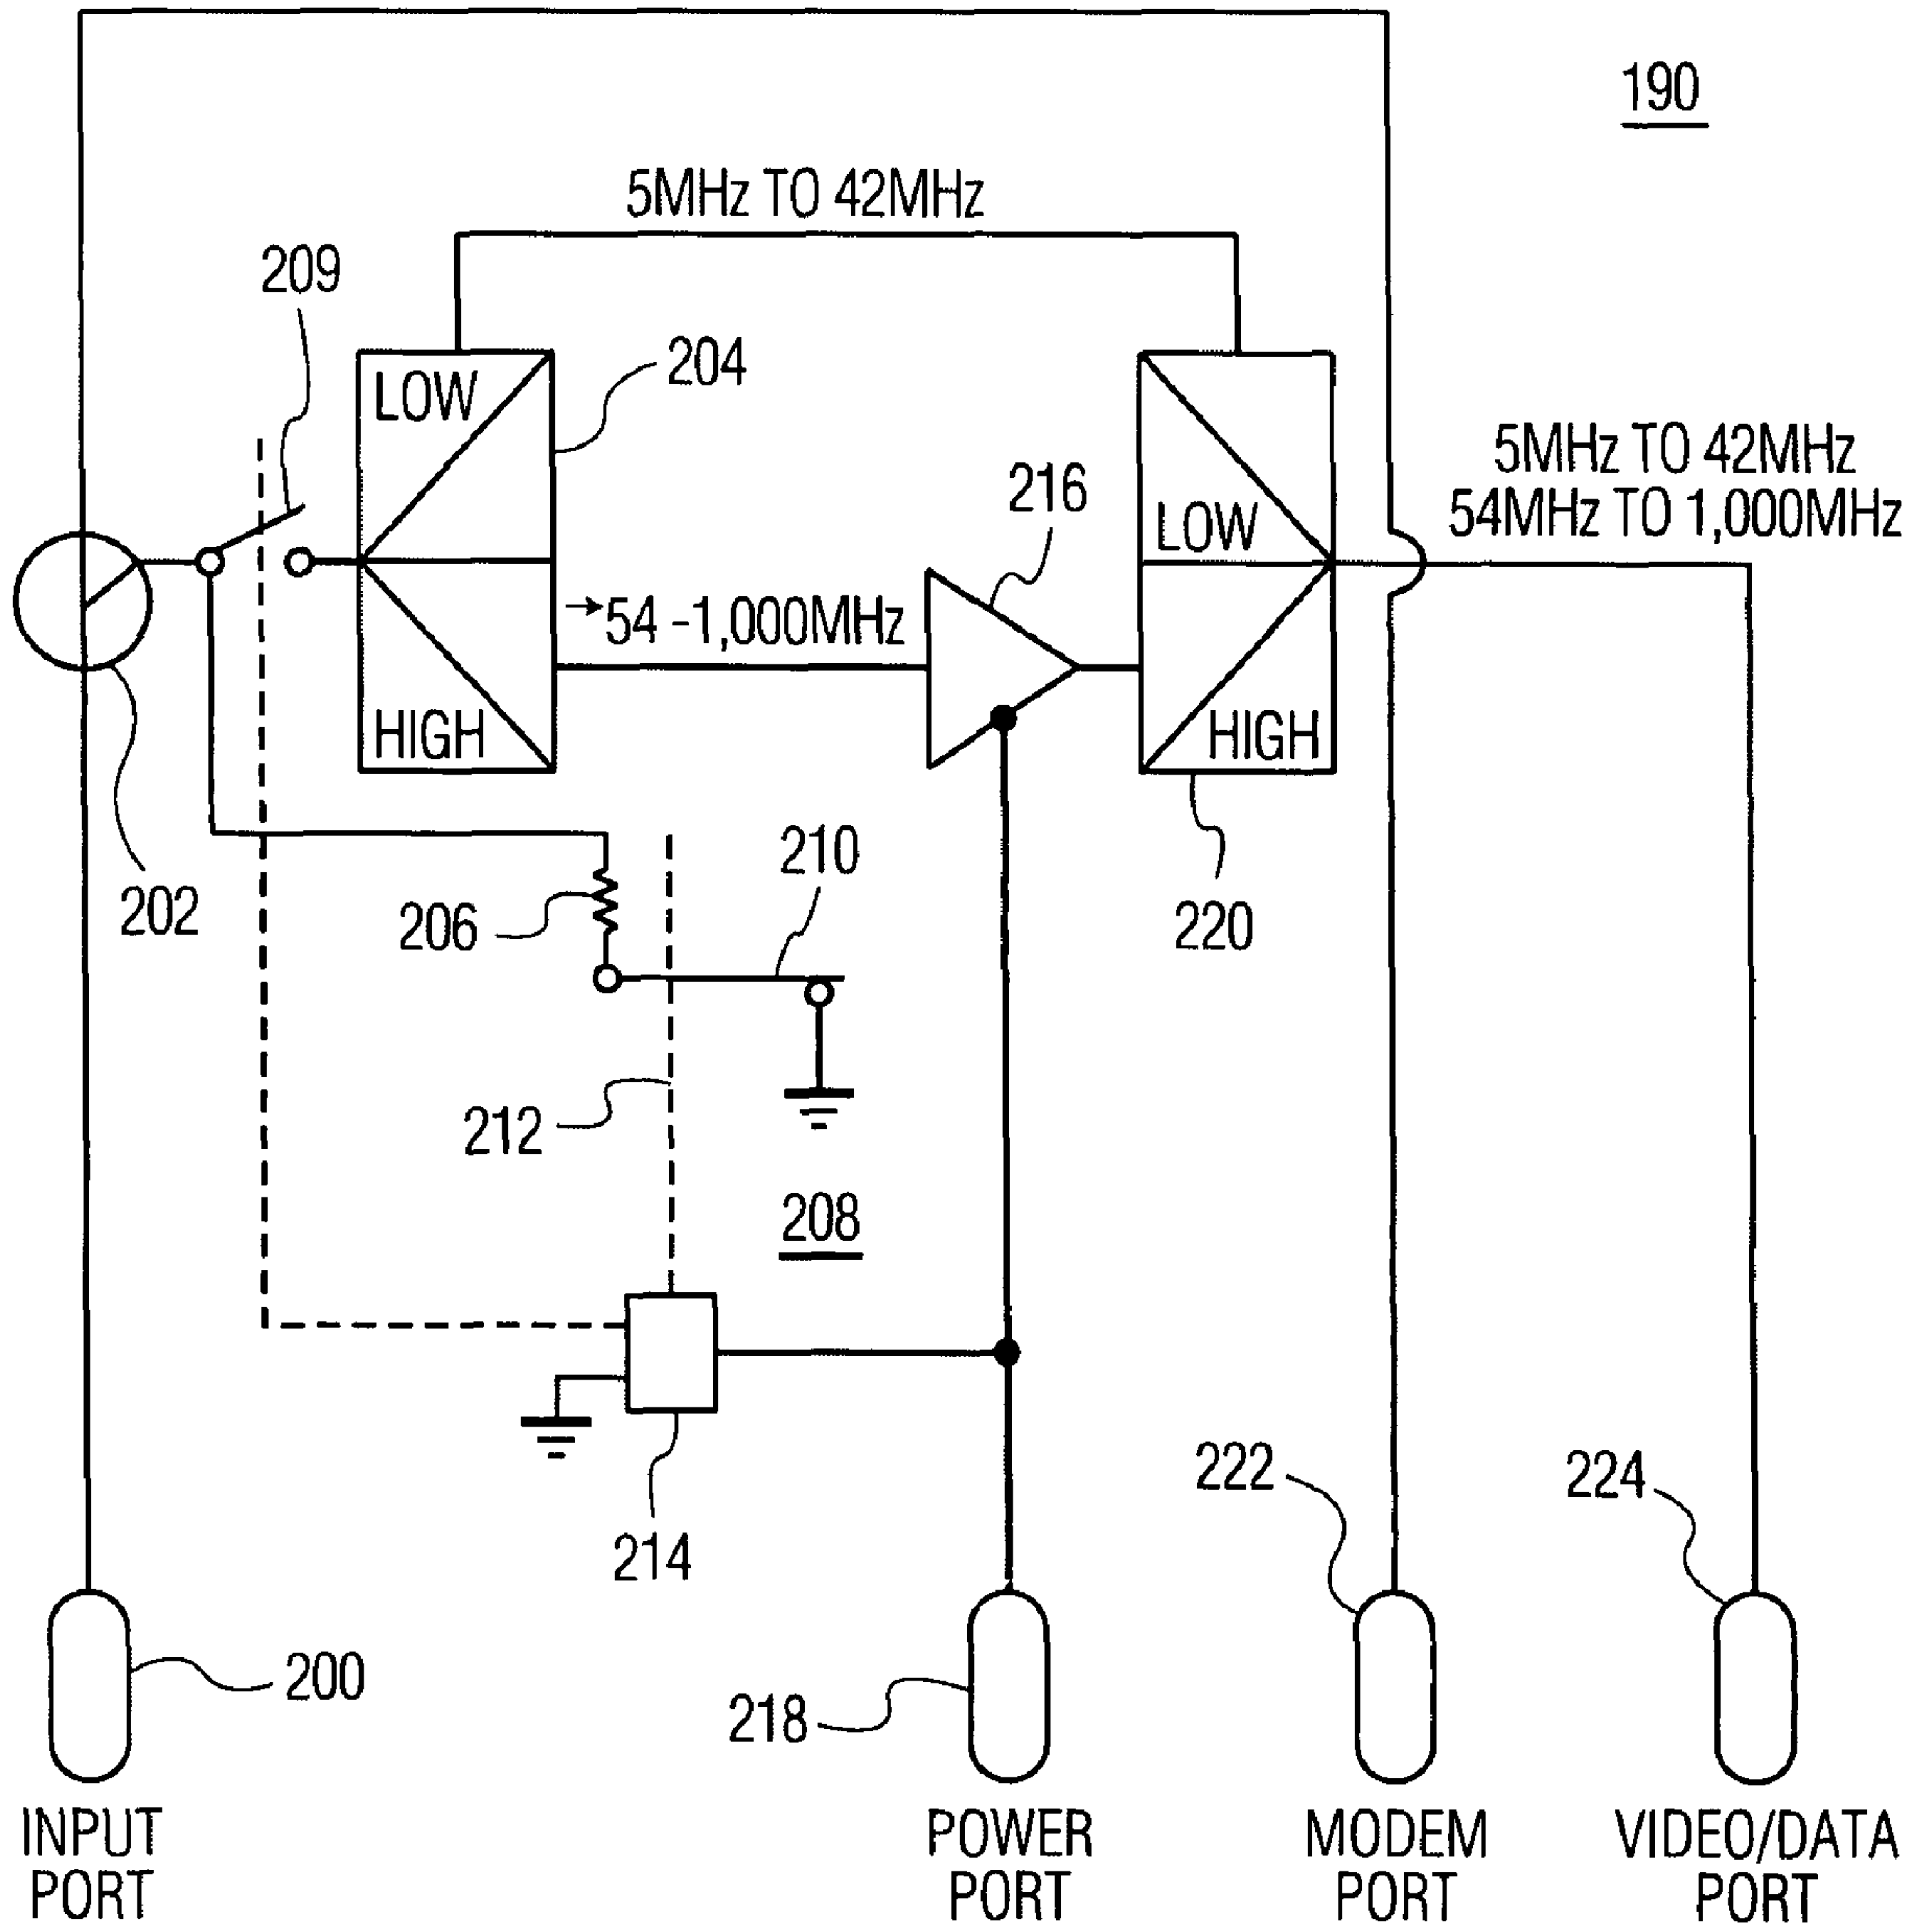 190
5MHz TO 42MHz
209
204
LOW
216
5MHz TO 42MHz
54MHz TO 1,000MHz
LOW
→54 -1,000MHz
HIGH
HIGH
202
206
210
220
212
208
214
222
224
200
218
INPUT
PORT
POWER
PORT
MODEM
PORT
VIDEO/DATA
PORT